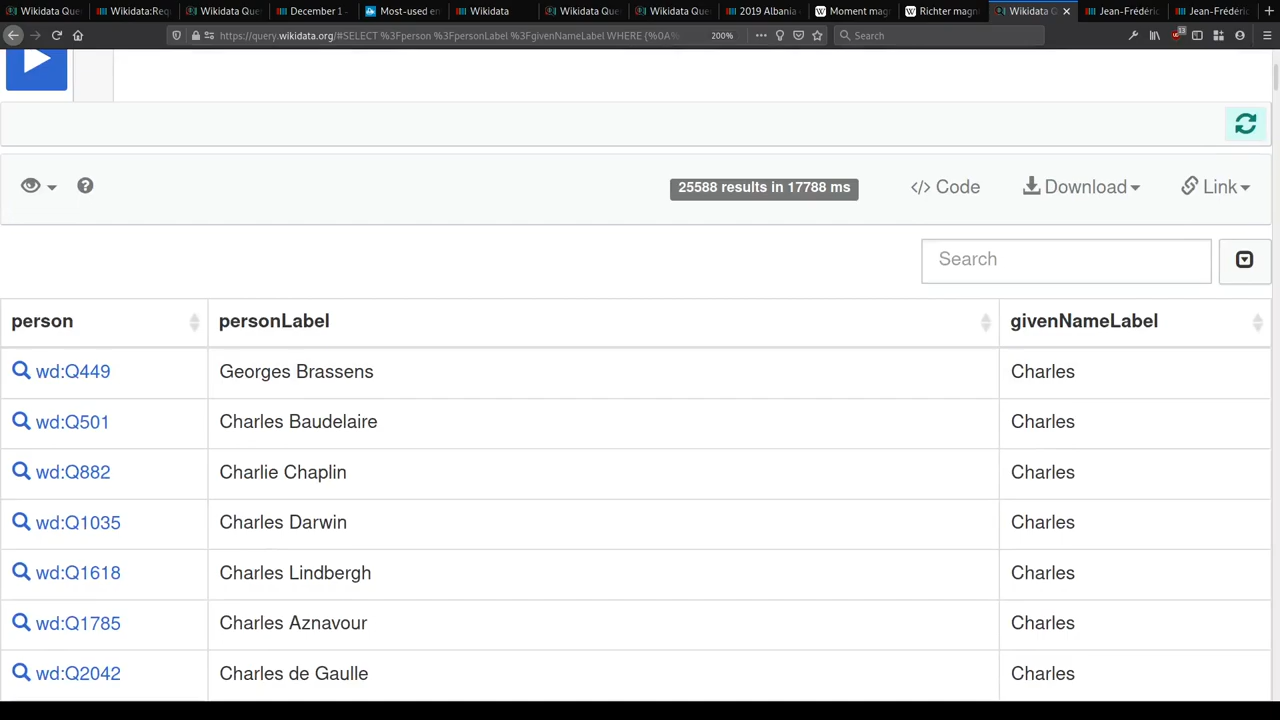 Wikidata Que
Wikidata:Req
Wikidata Que
December 1 –
Most-used en
Wikidata
Wikidata Que
Wikidata Que
2019 Albania
Moment mag
Richter magn
Wikidata Q
Jean-Frédéric
Jean-Frédéric
https://query.wikidata.org/#SELECT %3Fperson %3FpersonLabel %3FgivenNameLabel WHERE {%0A%
200%
Search
13
25588 results in 17788 ms
</> Code
Download
Link
Search
person personLabel givenNameLabel
wd:Q449 Georges Brassens Charles
wd:Q501 Charles Baudelaire Charles
wd:Q882 Charlie Chaplin Charles
wd:Q1035 Charles Darwin Charles
wd:Q1618 Charles Lindbergh Charles
wd:Q1785 Charles Aznavour Charles
wd:Q2042 Charles de Gaulle Charles